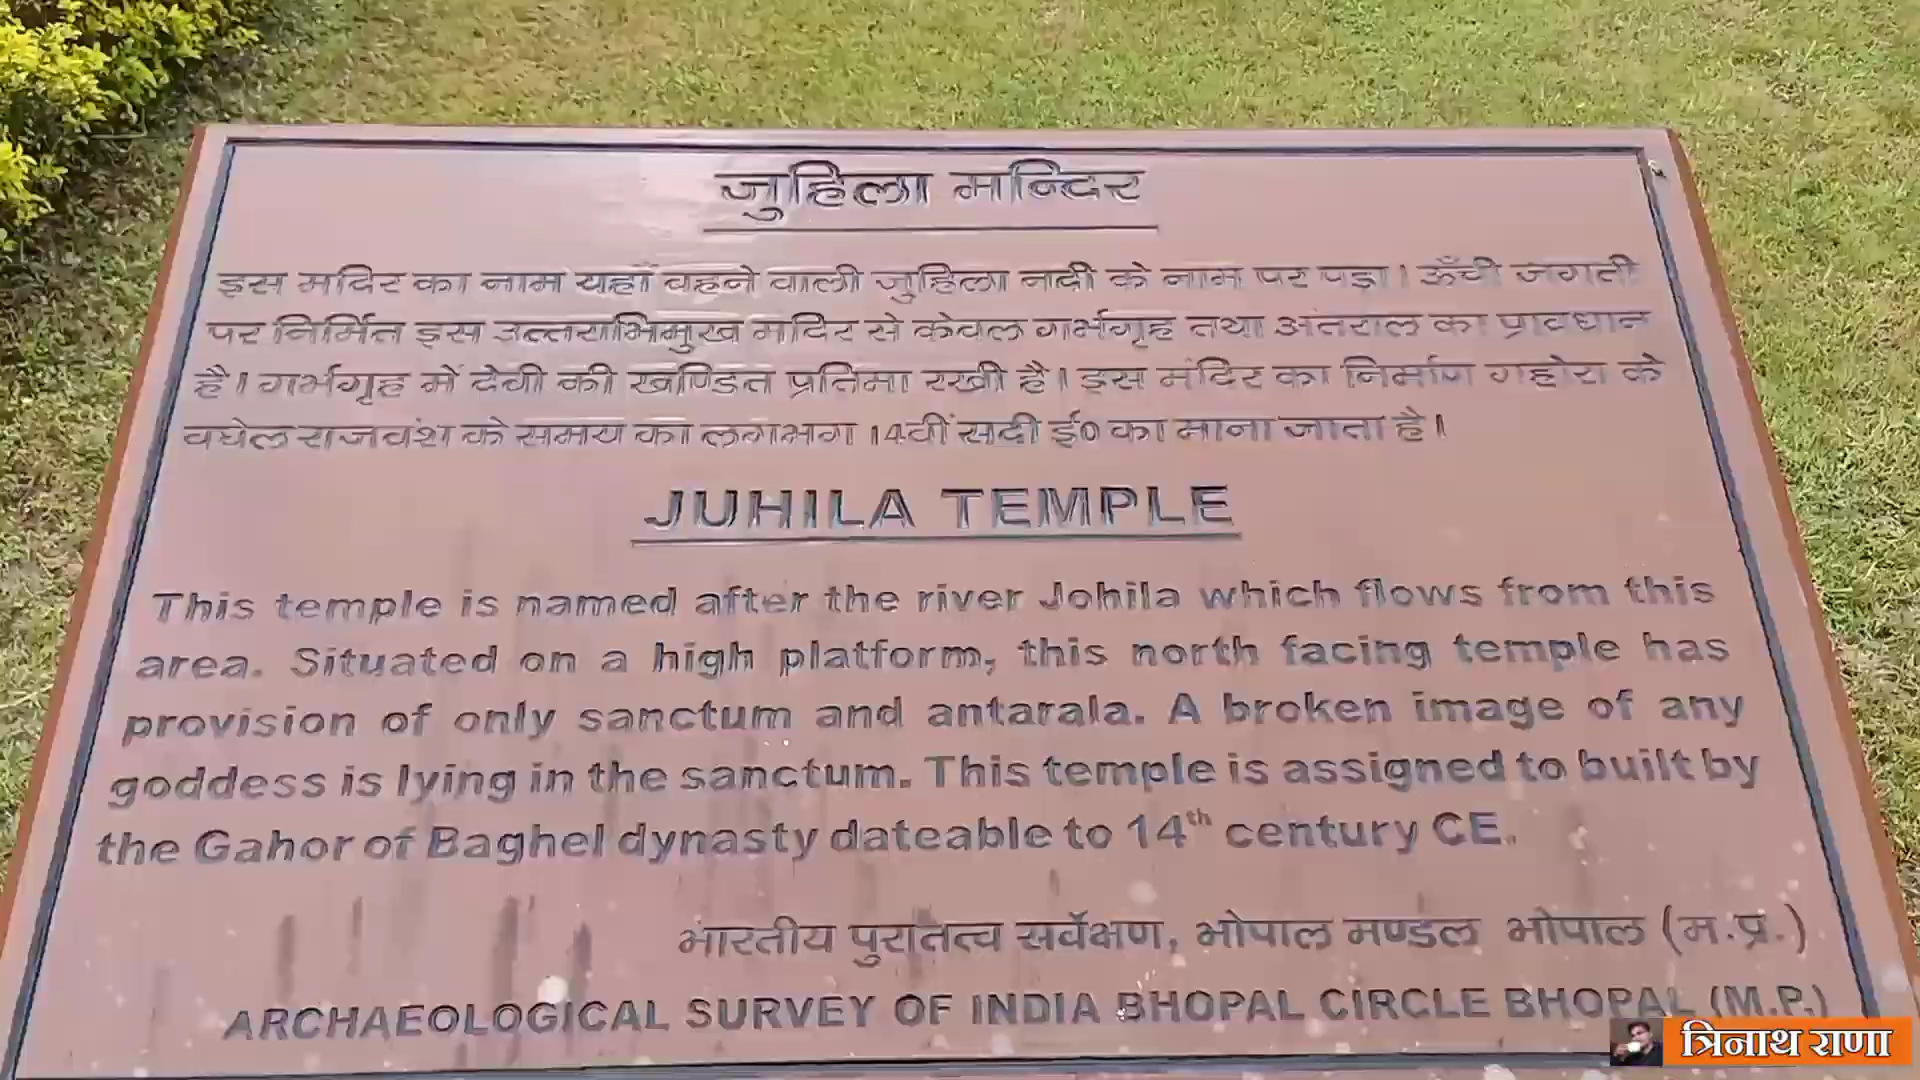 जुहिला मन्दिर
इस मंदिर का नाम यहाँ बहने वाली जुहिला नदी के नाम पर पड़ा। ऊँची जगती
पर निर्मित इस उत्तराभिमुख मंदिर से केवल गर्भगृह तथा अंतराल का प्रावधान
है। गर्भगृह में देवी की खण्डित प्रतिमा रखी है। इस मंदिर का निर्माण गहोरा के
वघेल राजवंश के समय का लगभग 14वीं सदी ई0 का माना जाता है।
JUHILA TEMPLE
This temple is named after the river Johila which flows from this
area. Situated on a high platform, this north facing temple has
provision of only sanctum and antarala. A broken image of any
goddess is lying in the sanctum. This temple is assigned to built by
the Gahor of Baghel dynasty dateable to 14th century CE.
भारतीय पुरातत्व सर्वेक्षण, भोपाल मण्डल भोपाल (म.प्र.)
ARCHAEOLOGICAL SURVEY OF INDIA BHOPAL CIRCLE BHOPAL (M.P.)
त्रिनाथ राणा